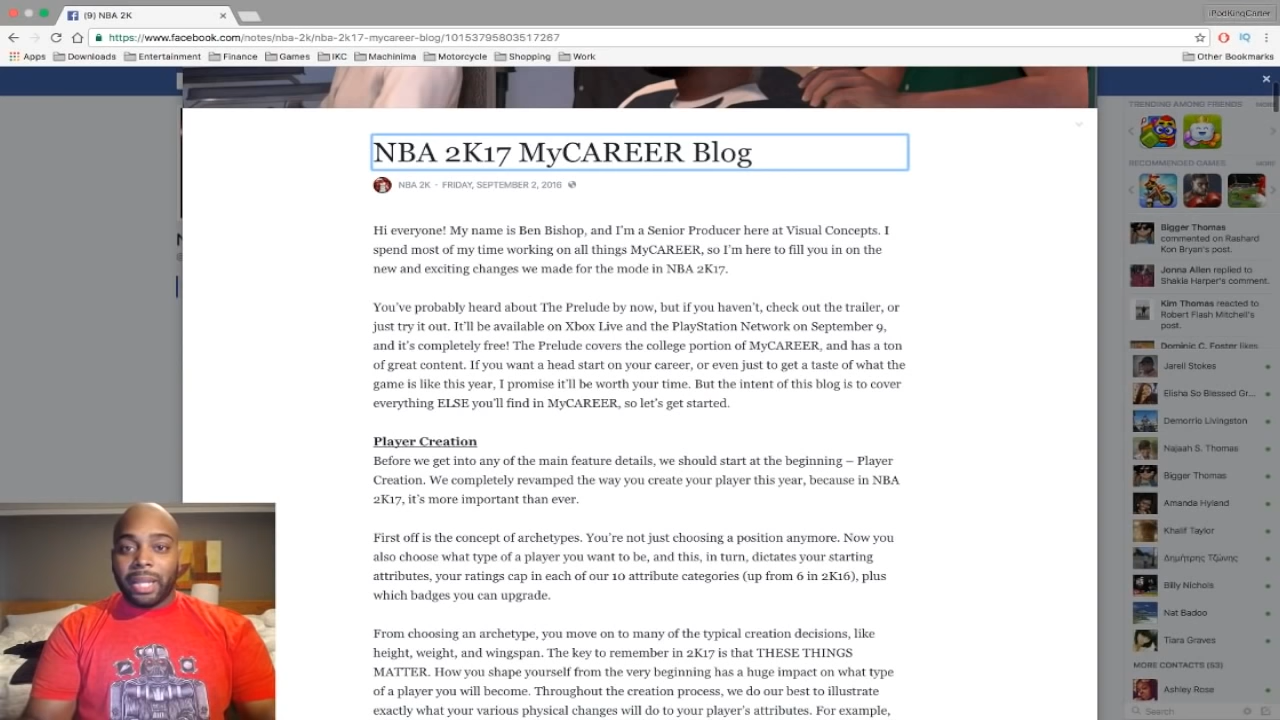 (9) NBA 2K
iPodKingCarter
https://www.facebook.com/notes/nba-2k/nba-2k17-mycareer-blog/10153795803517267
Apps Downloads Entertainment Finance Games IKC Machinima Motorcycle Shopping Work Other Bookmarks
NBA 2K17 MyCAREER Blog
NBA 2K · FRIDAY, SEPTEMBER 2, 2016
Hi everyone! My name is Ben Bishop, and I'm a Senior Producer here at Visual Concepts. I
spend most of my time working on all things MyCAREER, so I'm here to fill you in on the
new and exciting changes we made for the mode in NBA 2K17.
You've probably heard about The Prelude by now, but if you haven't, check out the trailer, or
just try it out. It'll be available on Xbox Live and the PlayStation Network on September 9,
and it's completely free! The Prelude covers the college portion of MyCAREER, and has a ton
of great content. If you want a head start on your career, or even just to get a taste of what the
game is like this year, I promise it'll be worth your time. But the intent of this blog is to cover
everything ELSE you'll find in MyCAREER, so let's get started.
Player Creation
Before we get into any of the main feature details, we should start at the beginning – Player
Creation. We completely revamped the way you create your player this year, because in NBA
2K17, it's more important than ever.
First off is the concept of archetypes. You're not just choosing a position anymore. Now you
also choose what type of a player you want to be, and this, in turn, dictates your starting
attributes, your ratings cap in each of our 10 attribute categories (up from 6 in 2K16), plus
which badges you can upgrade.
From choosing an archetype, you move on to many of the typical creation decisions, like
height, weight, and wingspan. The key to remember in 2K17 is that THESE THINGS
MATTER. How you shape yourself from the very beginning has a huge impact on what type
of a player you will become. Throughout the creation process, we do our best to illustrate
exactly what your various physical changes will do to your player's attributes. For example,
TRENDING AMONG FRIENDS MORE
RECOMMENDED GAMES MORE
Bigger Thomas
commented on Rashard
Kon Bryan's post.
Jonna Allen replied to
Shakia Harper's comment.
Kim Thomas reacted to
Robert Flash Mitchell's
post.
Dominic C. Foster likes
Jarell Stokes
Elisha So Blessed Gr...
Demorrio Livingston
Najaah S. Thomas
Bigger Thomas
Amanda Hyland
Khalif Taylor
Δημήτρης Τζώνης
Billy Nichols
Nat Badoo
Tiara Graves
MORE CONTACTS (53)
Ashley Rose
Search